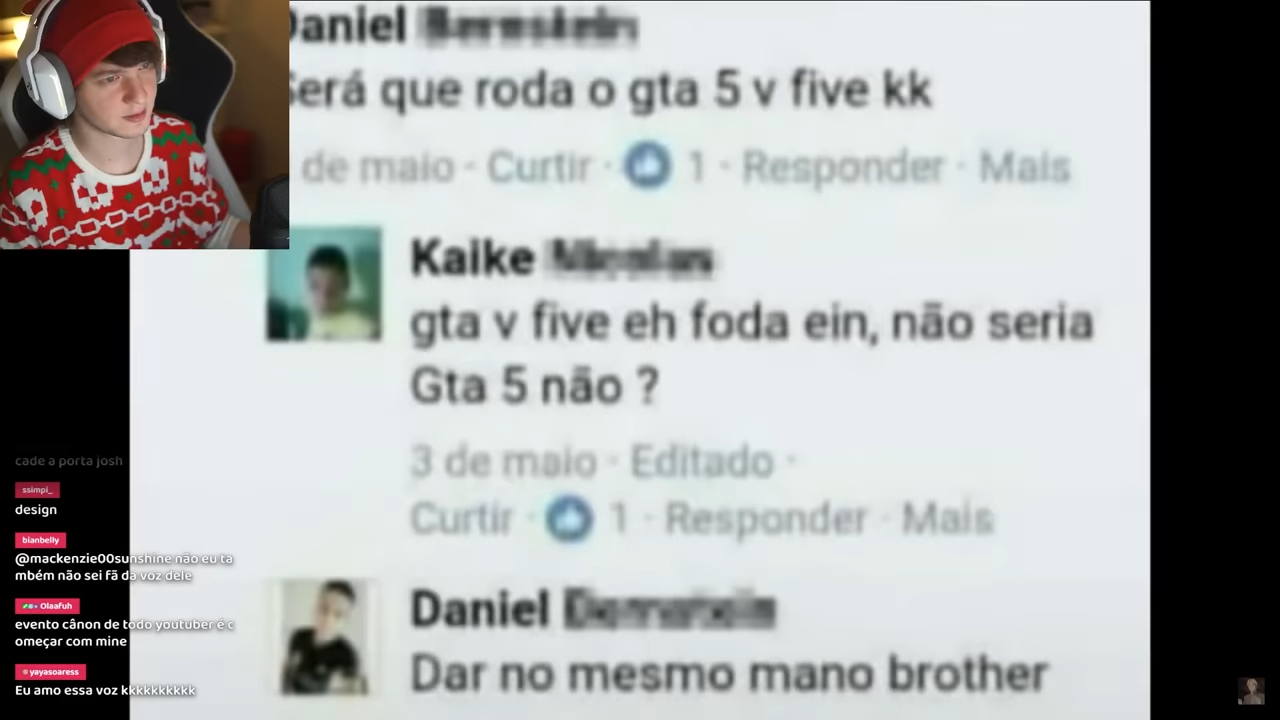 Daniel
Será que roda o gta 5 v five kk
de maio · Curtir · 1 · Responder · Mais
Kaike
gta v five eh foda ein, não seria
Gta 5 não ?
3 de maio · Editado ·
Curtir · 1 · Responder · Mais
Daniel
Dar no mesmo mano brother
cade a porta josh
ssimpl_
design
bianbelly
@mackenzie00sunshine não eu ta
mbém não sei fã da voz dele
Olaafuh
evento cânon de todo youtuber é c
omeçar com mine
yayasoaress
Eu amo essa voz kkkkkkkkkk